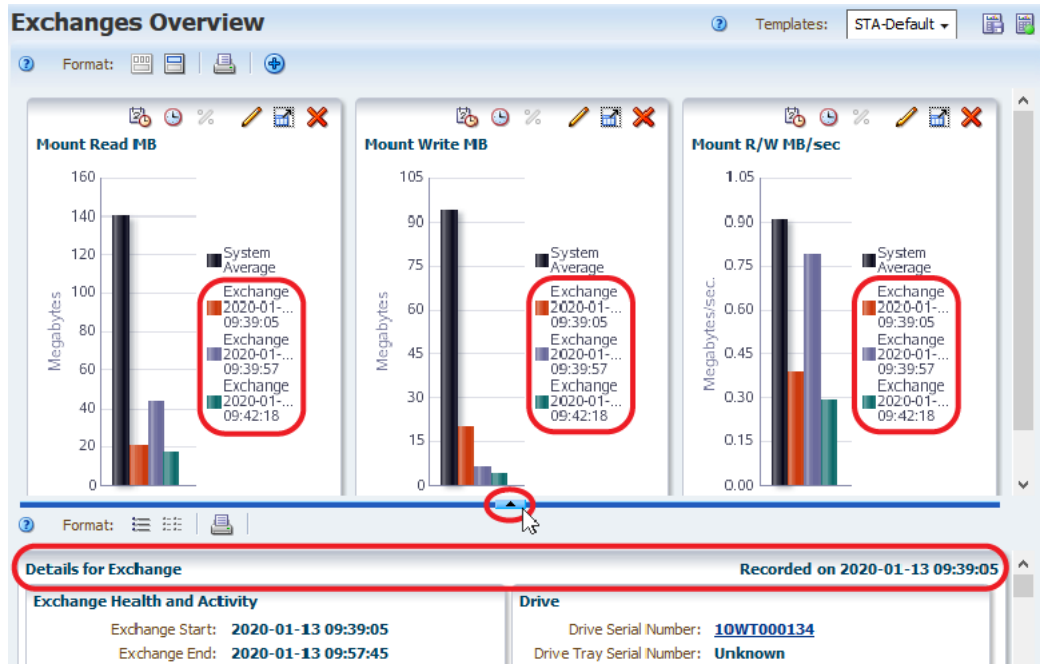 Exchanges Overview
Templates: STA-Default
Format:
Mount Read MB
160
140
120
100
80
60
40
20
0
Megabytes
System
Average
Exchange
2020-01-...
09:39:05
Exchange
2020-01-...
09:39:57
Exchange
2020-01-...
09:42:18
Mount Write MB
105
90
75
60
45
30
15
0
Megabytes
System
Average
Exchange
2020-01-...
09:39:05
Exchange
2020-01-...
09:39:57
Exchange
2020-01-...
09:42:18
Mount R/W MB/sec
1.05
0.90
0.75
0.60
0.45
0.30
0.15
0.00
Megabytes/sec.
System
Average
Exchange
2020-01-...
09:39:05
Exchange
2020-01-...
09:39:57
Exchange
2020-01-...
09:42:18
Format:
Details for Exchange Recorded on 2020-01-13 09:39:05
Exchange Health and Activity
Exchange Start: 2020-01-13 09:39:05
Exchange End: 2020-01-13 09:57:45
Drive
Drive Serial Number: 10WT000134
Drive Tray Serial Number: Unknown